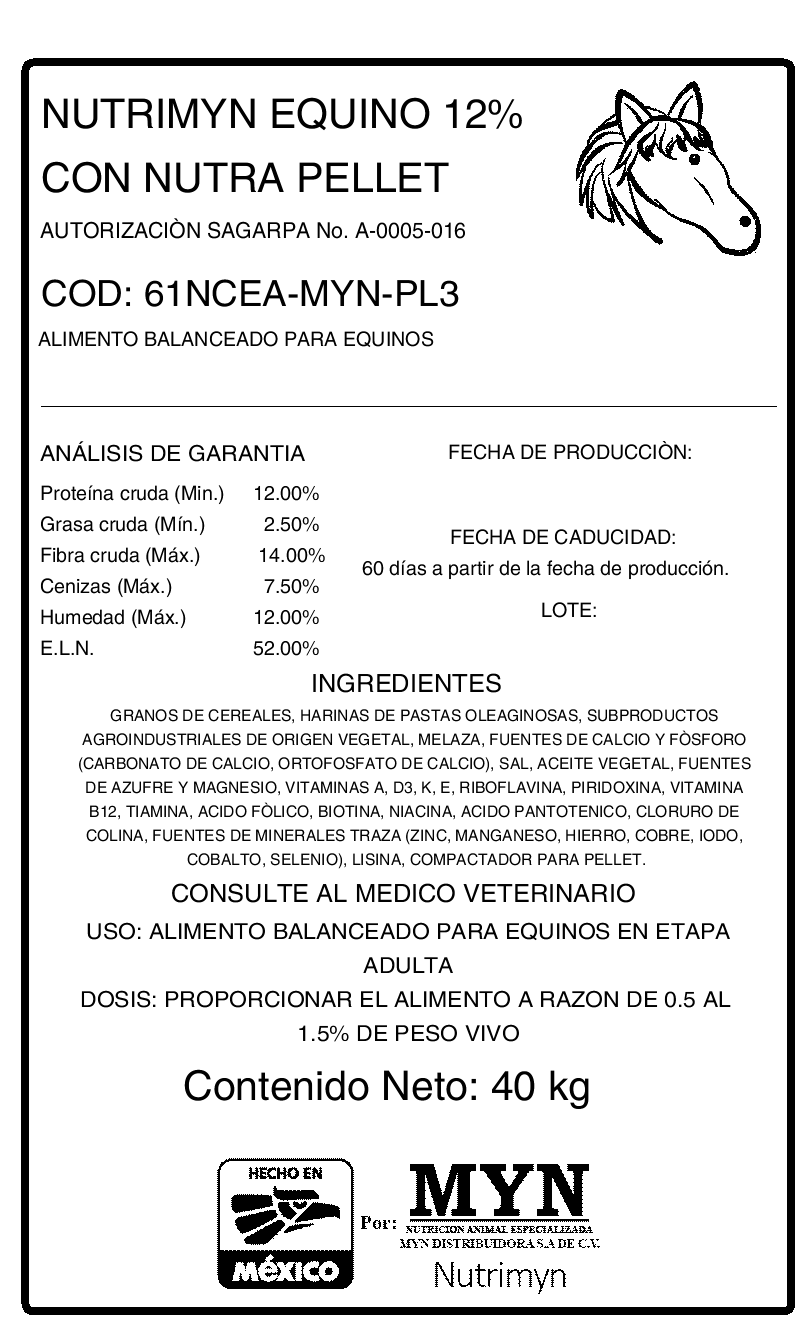 NUTRIMYN EQUINO 12%
CON NUTRA PELLET
AUTORIZACIÒN SAGARPA No. A-0005-016
COD: 61NCEA-MYN-PL3
ALIMENTO BALANCEADO PARA EQUINOS
ANÁLISIS DE GARANTIA
Proteína cruda (Min.) 12.00%
Grasa cruda (Mín.) 2.50%
Fibra cruda (Máx.) 14.00%
Cenizas (Máx.) 7.50%
Humedad (Máx.) 12.00%
E.L.N. 52.00%
FECHA DE PRODUCCIÒN:
FECHA DE CADUCIDAD:
60 días a partir de la fecha de producción.
LOTE:
INGREDIENTES
GRANOS DE CEREALES, HARINAS DE PASTAS OLEAGINOSAS, SUBPRODUCTOS
AGROINDUSTRIALES DE ORIGEN VEGETAL, MELAZA, FUENTES DE CALCIO Y FÒSFORO
(CARBONATO DE CALCIO, ORTOFOSFATO DE CALCIO), SAL, ACEITE VEGETAL, FUENTES
DE AZUFRE Y MAGNESIO, VITAMINAS A, D3, K, E, RIBOFLAVINA, PIRIDOXINA, VITAMINA
B12, TIAMINA, ACIDO FÒLICO, BIOTINA, NIACINA, ACIDO PANTOTENICO, CLORURO DE
COLINA, FUENTES DE MINERALES TRAZA (ZINC, MANGANESO, HIERRO, COBRE, IODO,
COBALTO, SELENIO), LISINA, COMPACTADOR PARA PELLET.
CONSULTE AL MEDICO VETERINARIO
USO: ALIMENTO BALANCEADO PARA EQUINOS EN ETAPA
ADULTA
DOSIS: PROPORCIONAR EL ALIMENTO A RAZON DE 0.5 AL
1.5% DE PESO VIVO
Contenido Neto: 40 kg
HECHO EN
MéXICO
Por:
MYN
NUTRICION ANIMAL ESPECIALIZADA
MYN DISTRIBUIDORA S.A DE C.V.
Nutrimyn